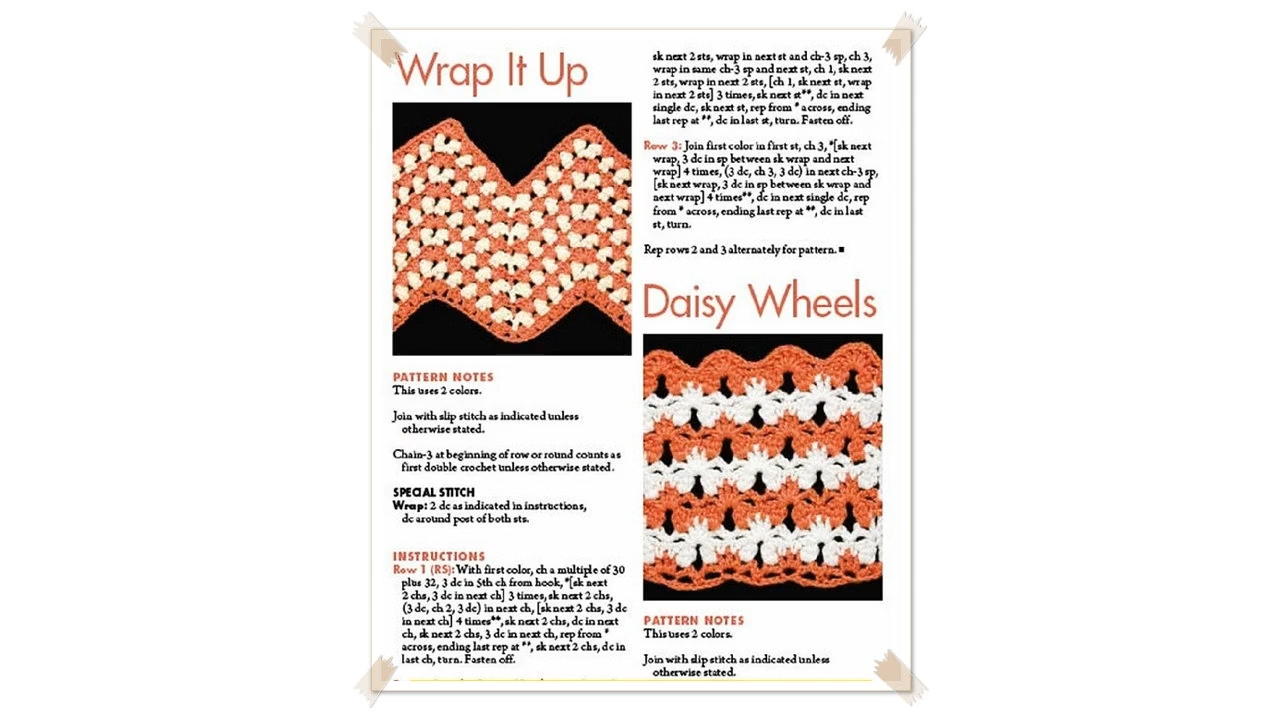 Wrap It Up
PATTERN NOTES
This uses 2 colors.
Join with slip stitch as indicated unless
otherwise stated.
Chain-3 at beginning of row or round counts as
first double crochet unless otherwise stated.
SPECIAL STITCH
Wrap: 2 dc as indicated in instructions,
dc around post of both sts.
INSTRUCTIONS
Row 1 (RS): With first color, ch a multiple of 30
plus 32, 3 dc in 5th ch from hook, *[sk next
2 chs, 3 dc in next ch] 3 times, sk next 2 chs,
(3 dc, ch 2, 3 dc) in next ch, [sk next 2 chs, 3 dc
in next ch] 4 times**, sk next 2 chs, dc in next
ch, sk next 2 chs, 3 dc in next ch, rep from *
across, ending last rep at **, sk next 2 chs, dc in
last ch, turn. Fasten off.
sk next 2 sts, wrap in next st and ch-3 sp, ch 3,
wrap in same ch-3 sp and next st, ch 1, sk next
2 sts, wrap in next 2 sts, [ch 1, sk next st, wrap
in next 2 sts] 3 times, sk next st**, dc in next
single dc, sk next st, rep from * across, ending
last rep at **, dc in last st, turn. Fasten off.
Row 3: Join first color in first st, ch 3, *[sk next
wrap, 3 dc in sp between sk wrap and next
wrap] 4 times, (3 dc, ch 3, 3 dc) in next ch-3 sp,
[sk next wrap, 3 dc in sp between sk wrap and
next wrap] 4 times**, dc in next single dc, rep
from * across, ending last rep at **, dc in last
st, turn.
Rep rows 2 and 3 alternately for pattern. ■
Daisy Wheels
PATTERN NOTES
This uses 2 colors.
Join with slip stitch as indicated unless
otherwise stated.